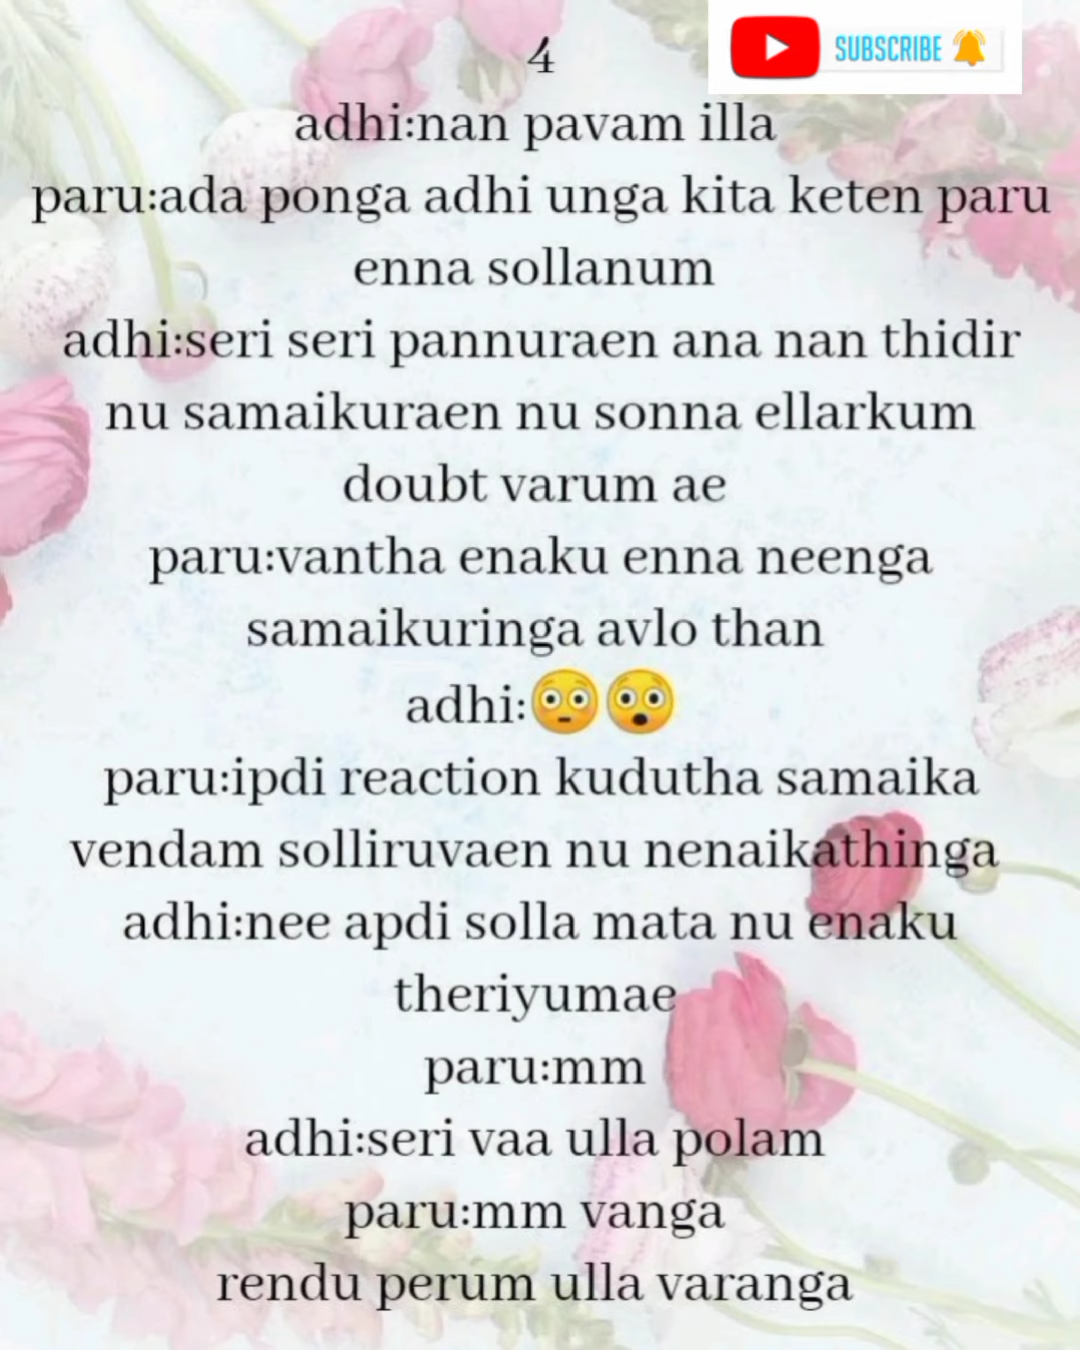 SUBSCRIBE
4
adhi:nan pavam illa
paru:ada ponga adhi unga kita keten paru
enna sollanum
adhi:seri seri pannuraen ana nan thidir
nu samaikuraen nu sonna ellarkum
doubt varum ae
paru:vantha enaku enna neenga
samaikuringa avlo than
adhi:😳😲
paru:ipdi reaction kudutha samaika
vendam solliruvaen nu nenaikathinga
adhi:nee apdi solla mata nu enaku
theriyumae
paru:mm
adhi:seri vaa ulla polam
paru:mm vanga
rendu perum ulla varanga